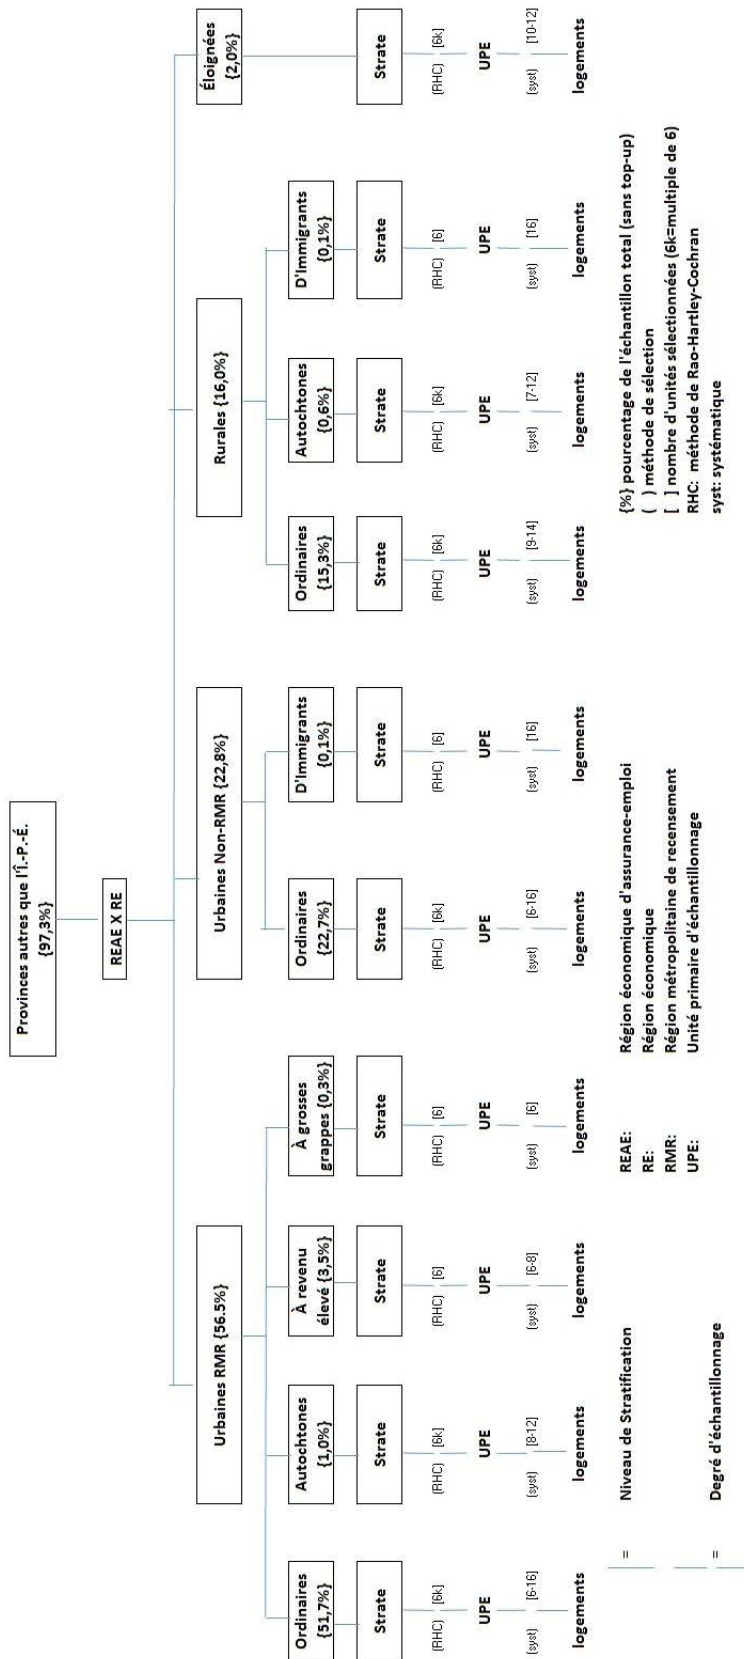 Provinces autres que l'Î.-P.-É.
{97,3%}
REAE X RE
Urbaines RMR {56.5%}
Urbaines Non-RMR {22,8%}
Rurales {16,0%}
Éloignées
{2,0%}
Ordinaires
{51,7%}
Autochtones
{1,0%}
À revenu
élevé {3,5%}
À grosses
grappes {0,3%}
Ordinaires
{22,7%}
D'Immigrants
{0,1%}
Ordinaires
{15,3%}
Autochtones
{0,6%}
D'Immigrants
{0,1%}
Strate
Strate
Strate
Strate
Strate
Strate
Strate
Strate
Strate
Strate
(RHC) [6k]
(RHC) [6k]
(RHC) [6]
(RHC) [6]
(RHC) [6k]
(RHC) [6]
(RHC) [6k]
(RHC) [6k]
(RHC) [6]
(RHC) [6k]
UPE
UPE
UPE
UPE
UPE
UPE
UPE
UPE
UPE
UPE
(syst) [6-16]
(syst) [8-12]
(syst) [6-8]
(syst) [6]
(syst) [6-16]
(syst) [16]
(syst) [9-14]
(syst) [7-12]
(syst) [16]
(syst) [10-12]
logements
logements
logements
logements
logements
logements
logements
logements
logements
logements
= Niveau de Stratification
= Degré d'échantillonnage
REAE: Région économique d'assurance-emploi
RE: Région économique
RMR: Région métropolitaine de recensement
UPE: Unité primaire d'échantillonnage
{%} pourcentage de l'échantillon total (sans top-up)
( ) méthode de sélection
[ ] nombre d'unités sélectionnées (6k=multiple de 6)
RHC: méthode de Rao-Hartley-Cochran
syst: systématique